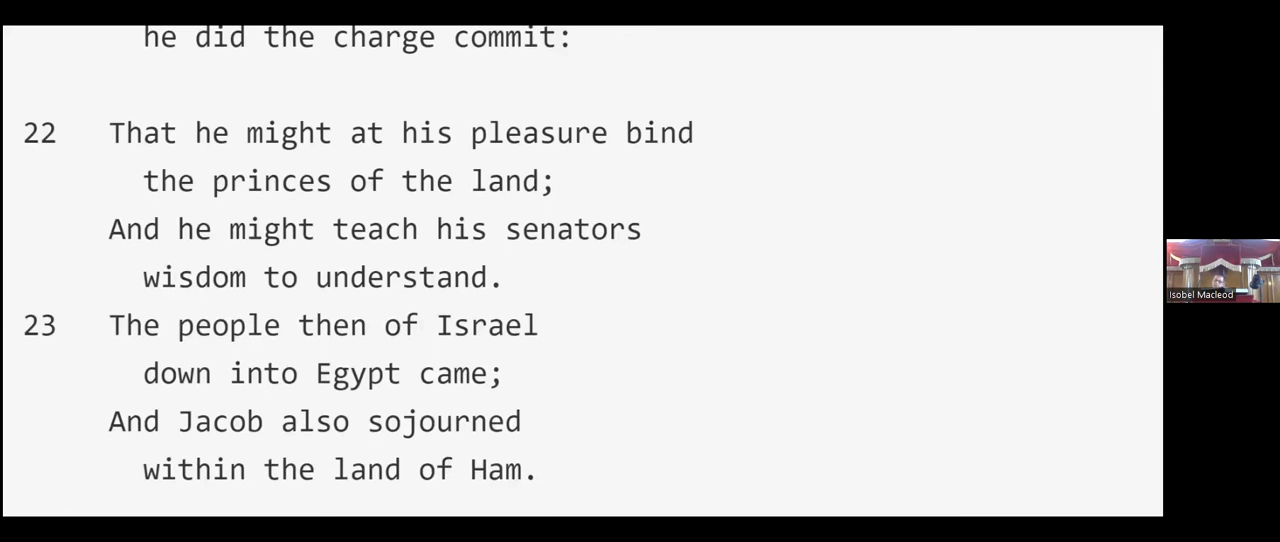 he did the charge commit:
22 That he might at his pleasure bind
the princes of the land;
And he might teach his senators
wisdom to understand.
23 The people then of Israel
down into Egypt came;
And Jacob also sojourned
within the land of Ham.
Isobel Macleod